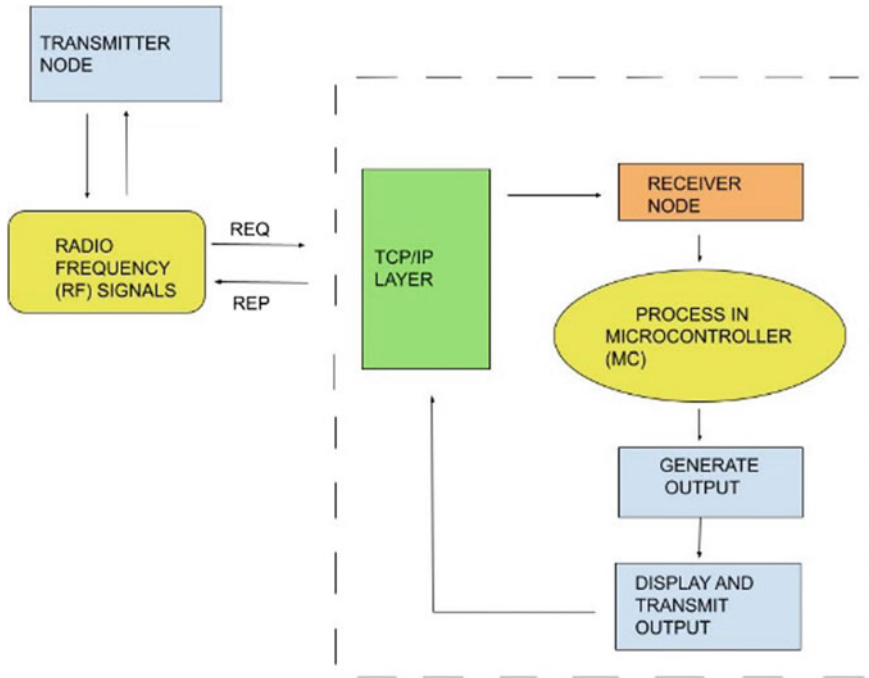 TRANSMITTER
NODE
RADIO
FREQUENCY
(RF) SIGNALS
REQ
REP
TCP/IP
LAYER
RECEIVER
NODE
PROCESS IN
MICROCONTROLLER
(MC)
GENERATE
OUTPUT
DISPLAY AND
TRANSMIT
OUTPUT